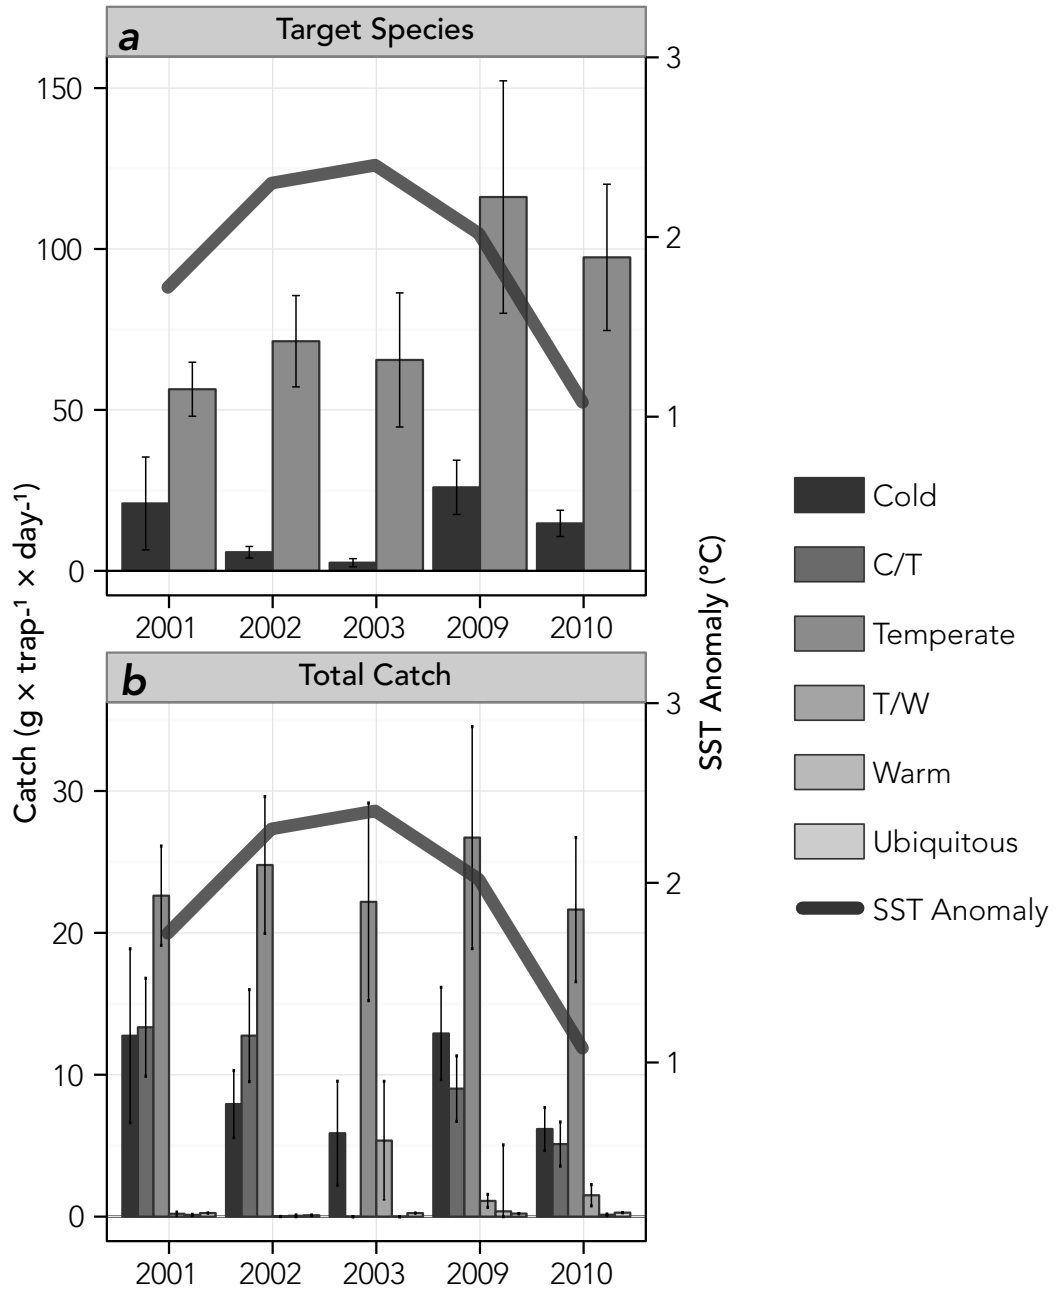 a
Target Species
150
100
50
0
3
2
1
2001 2002 2003 2009 2010
Catch (g × trap-¹ × day-¹)
SST Anomaly (°C)
b
Total Catch
30
20
10
0
3
2
1
2001 2002 2003 2009 2010
Cold
C/T
Temperate
T/W
Warm
Ubiquitous
SST Anomaly